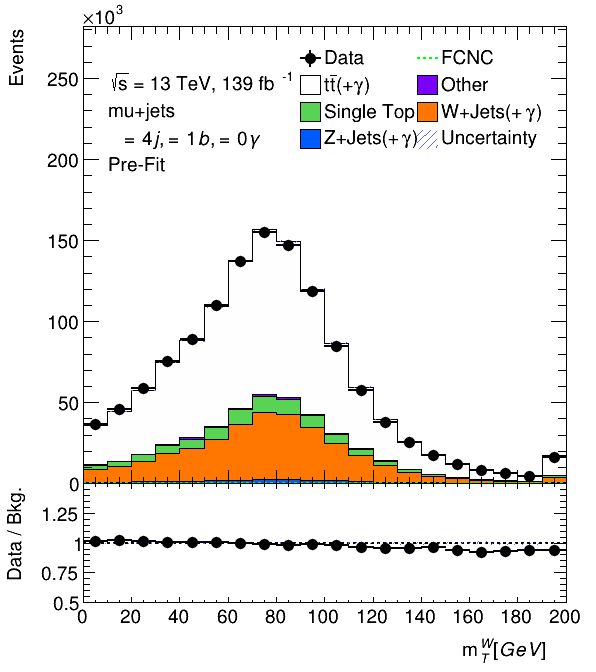 ×10³
Events
250
200
150
100
50
0
√s = 13 TeV, 139 fb⁻¹
mu+jets
= 4j, = 1b, = 0γ
Pre-Fit
Data
FCNC
tt̄(+γ)
Other
Single Top
W+Jets(+γ)
Z+Jets(+γ)
Uncertainty
Data / Bkg.
1.25
1
0.75
0.5
0 20 40 60 80 100 120 140 160 180 200
m_T^W[GeV]